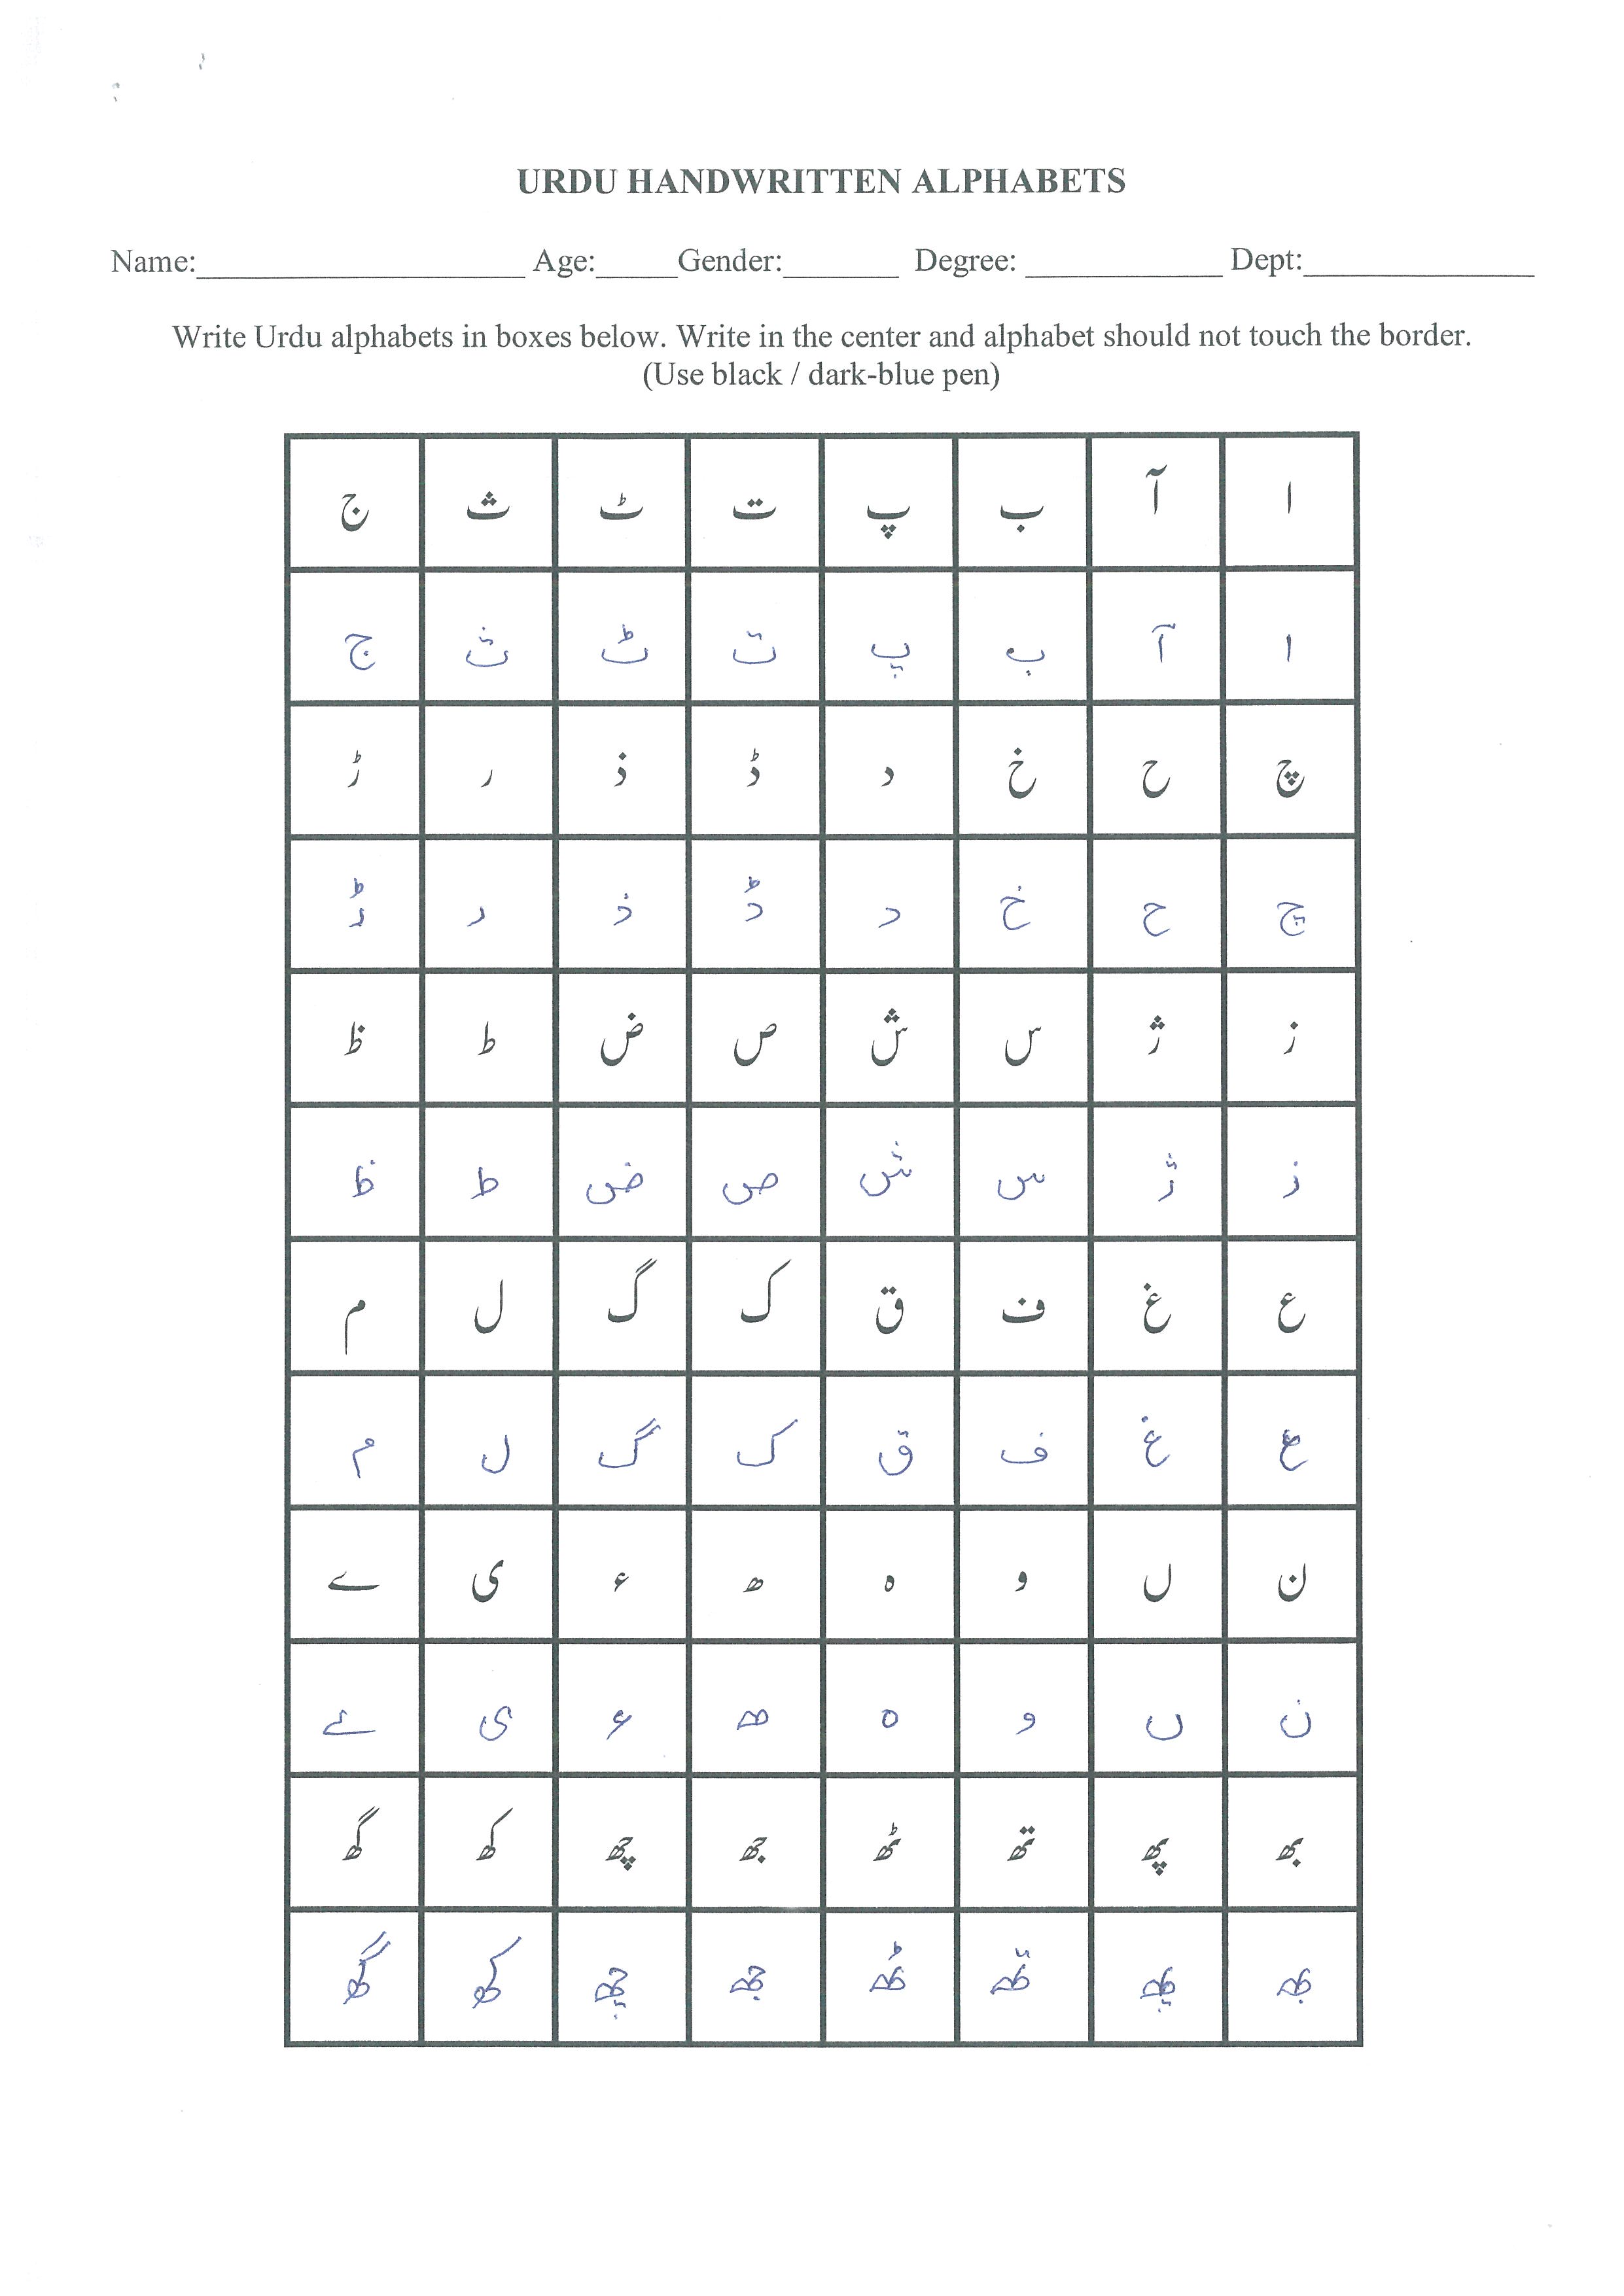 URDU HANDWRITTEN ALPHABETS
Name:____________________ Age:_____Gender:_______ Degree: ____________ Dept:______________
Write Urdu alphabets in boxes below. Write in the center and alphabet should not touch the border.
(Use black / dark-blue pen)
ا آ ب پ ت ٹ ث ج
ا آ ب پ ت ٹ ث ج
چ ح خ د ڈ ذ ر ڑ
چ ح خ د ڈ ذ ر ڑ
ز ژ س ش ص ض ط ظ
ز ژ س ش ص ض ط ظ
ع غ ف ق ک گ ل م
ع غ ف ق ک گ ل م
ن ں و ہ ھ ء ی ے
ن ں و ہ ھ ء ی ے
بھ پھ تھ ٹھ جھ چھ کھ گھ
بھ پھ تھ ٹھ جھ چھ کھ گھ